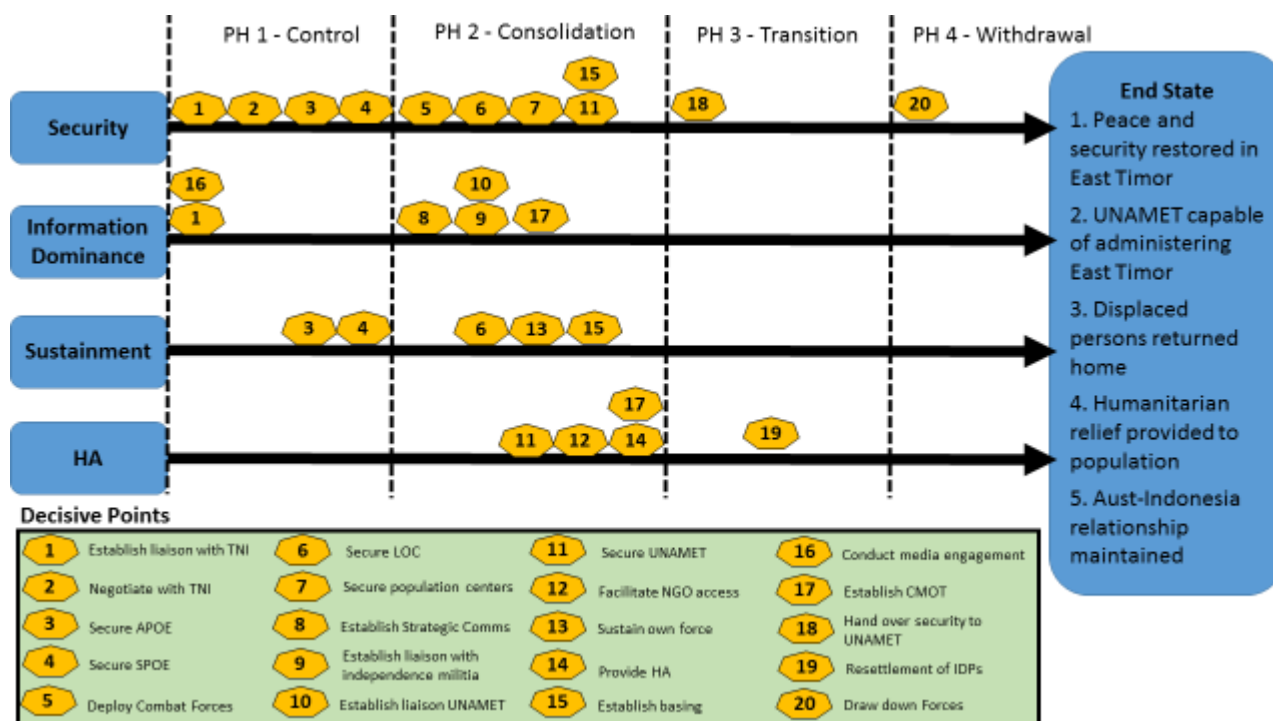 PH 1 - Control
PH 2 - Consolidation
PH 3 - Transition
PH 4 - Withdrawal
15
1
2
3
4
5
6
7
11
18
20
Security
16
10
1
8
9
17
Information
Dominance
3
4
6
13
15
Sustainment
17
11
12
14
19
HA
End State
1. Peace and
security restored in
East Timor
2. UNAMET capable
of administering
East Timor
3. Displaced
persons returned
home
4. Humanitarian
relief provided to
population
5. Aust-Indonesia
relationship
maintained
Decisive Points
1 Establish liaison with TNI
2 Negotiate with TNI
3 Secure APOE
4 Secure SPOE
5 Deploy Combat Forces
6 Secure LOC
7 Secure population centers
8 Establish Strategic Comms
9 Establish liaison with
independence militia
10 Establish liaison UNAMET
11 Secure UNAMET
12 Facilitate NGO access
13 Sustain own force
14 Provide HA
15 Establish basing
16 Conduct media engagement
17 Establish CMOT
18 Hand over security to
UNAMET
19 Resettlement of IDPs
20 Draw down Forces